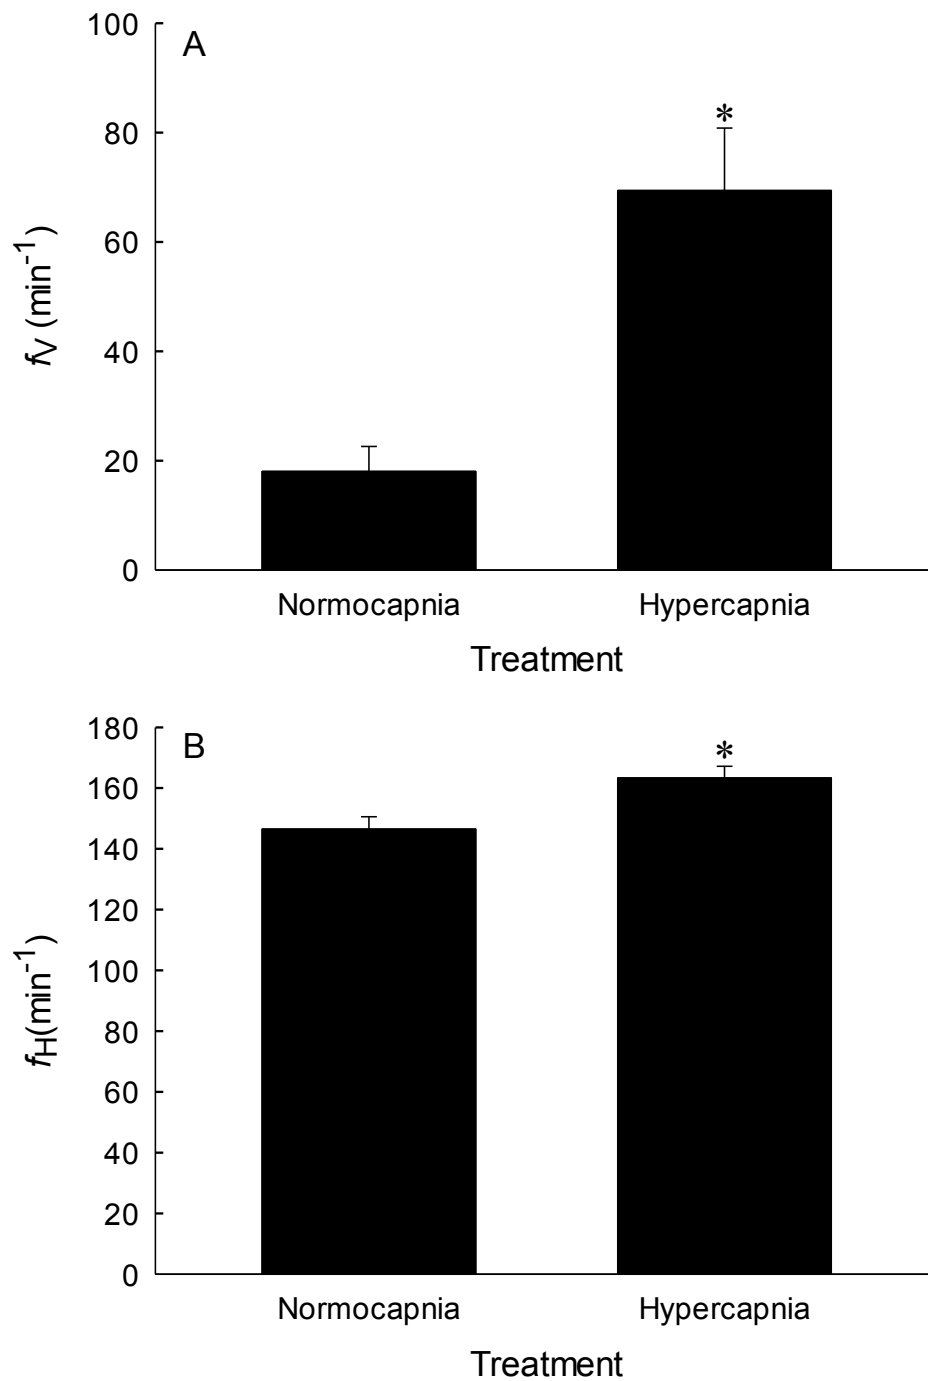 A
100
80
60
40
20
0
fV (min-1)
*
Normocapnia
Hypercapnia
Treatment
B
180
160
140
120
100
80
60
40
20
0
fH(min-1)
*
Normocapnia
Hypercapnia
Treatment